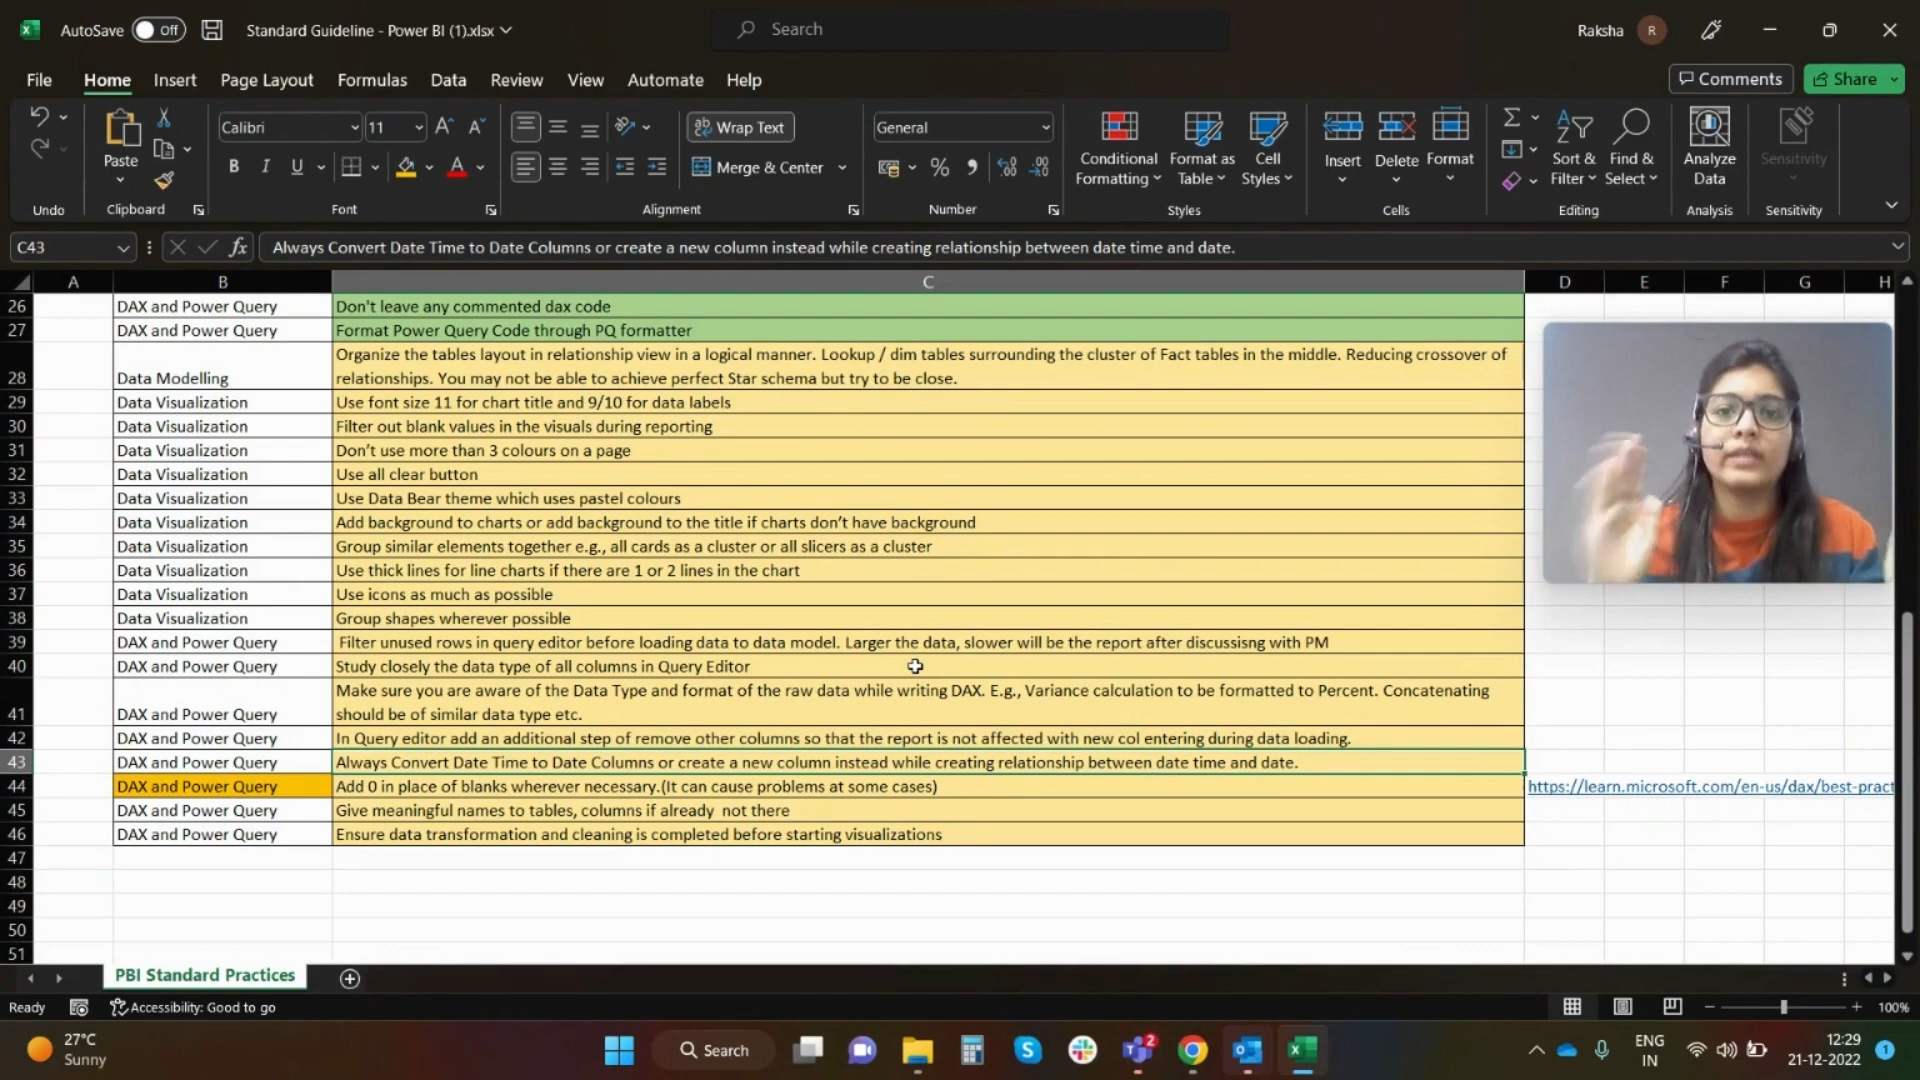 AutoSave Off Standard Guideline - Power BI (1).xlsx Search Raksha R
File Home Insert Page Layout Formulas Data Review View Automate Help Comments Share
Calibri 11 Wrap Text General
Paste Merge & Center Conditional Formatting Format as Table Cell Styles Insert Delete Format Sort & Filter Find & Select Analyze Data Sensitivity
Undo Clipboard Font Alignment Number Styles Cells Editing Analysis Sensitivity
C43 fx Always Convert Date Time to Date Columns or create a new column instead while creating relationship between date time and date.
A B C D E F G H
26 DAX and Power Query Don't leave any commented dax code
27 DAX and Power Query Format Power Query Code through PQ formatter
Organize the tables layout in relationship view in a logical manner. Lookup / dim tables surrounding the cluster of Fact tables in the middle. Reducing crossover of
28 Data Modelling relationships. You may not be able to achieve perfect Star schema but try to be close.
29 Data Visualization Use font size 11 for chart title and 9/10 for data labels
30 Data Visualization Filter out blank values in the visuals during reporting
31 Data Visualization Don't use more than 3 colours on a page
32 Data Visualization Use all clear button
33 Data Visualization Use Data Bear theme which uses pastel colours
34 Data Visualization Add background to charts or add background to the title if charts don't have background
35 Data Visualization Group similar elements together e.g., all cards as a cluster or all slicers as a cluster
36 Data Visualization Use thick lines for line charts if there are 1 or 2 lines in the chart
37 Data Visualization Use icons as much as possible
38 Data Visualization Group shapes wherever possible
39 DAX and Power Query Filter unused rows in query editor before loading data to data model. Larger the data, slower will be the report after discussisng with PM
40 DAX and Power Query Study closely the data type of all columns in Query Editor
Make sure you are aware of the Data Type and format of the raw data while writing DAX. E.g., Variance calculation to be formatted to Percent. Concatenating
41 DAX and Power Query should be of similar data type etc.
42 DAX and Power Query In Query editor add an additional step of remove other columns so that the report is not affected with new col entering during data loading.
43 DAX and Power Query Always Convert Date Time to Date Columns or create a new column instead while creating relationship between date time and date.
44 DAX and Power Query Add 0 in place of blanks wherever necessary.(It can cause problems at some cases) https://learn.microsoft.com/en-us/dax/best-pract
45 DAX and Power Query Give meaningful names to tables, columns if already not there
46 DAX and Power Query Ensure data transformation and cleaning is completed before starting visualizations
47
48
49
50
51
PBI Standard Practices
Ready Accessibility: Good to go 100%
27°C Sunny Search 2 ENG IN 12:29 21-12-2022 1